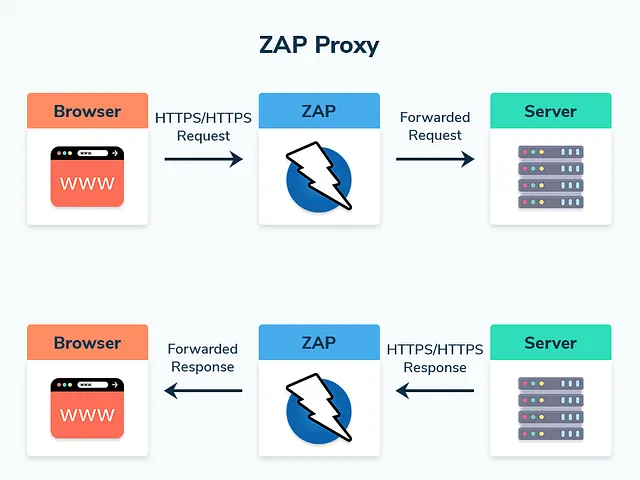 ZAP Proxy
Browser
HTTPS/HTTPS
Request
ZAP
Forwarded
Request
Server
www.
WWW
Browser
Forwarded
Response
ZAP
HTTPS/HTTPS
Response
Server
www.
WWW